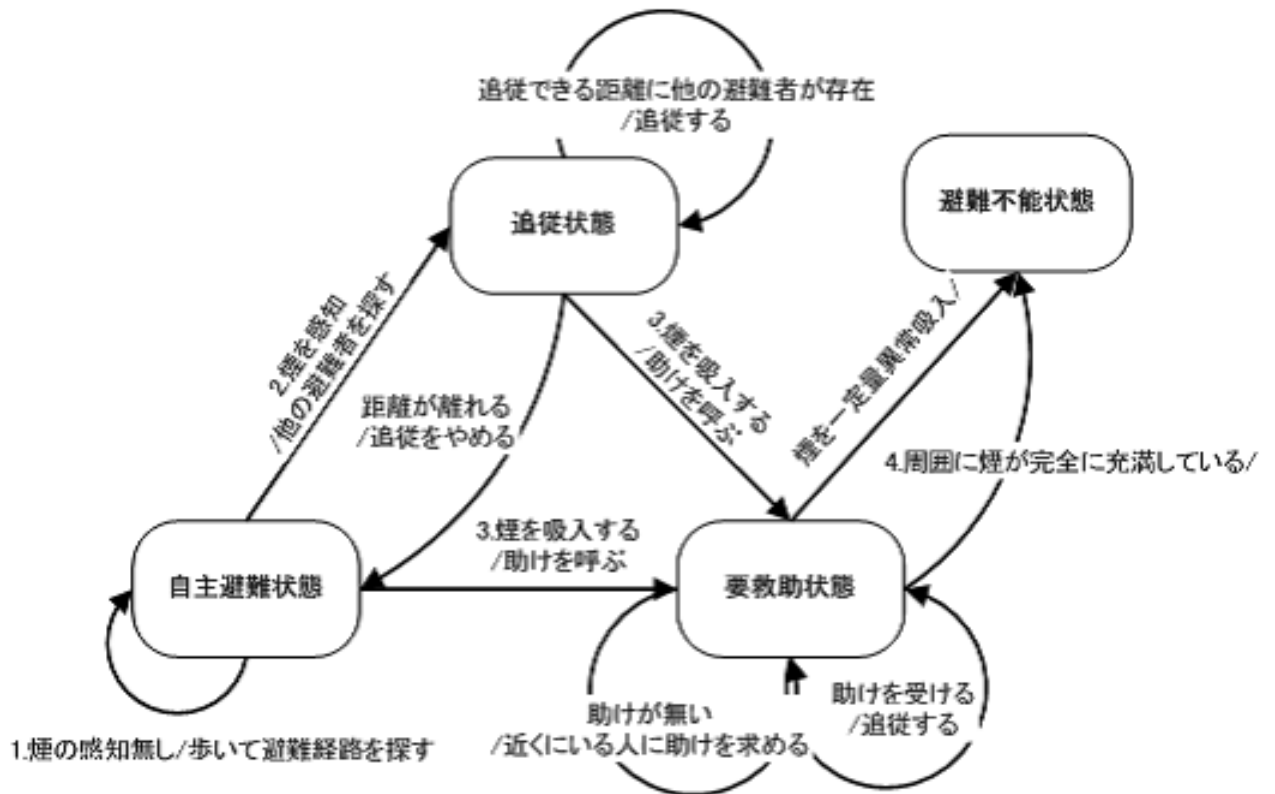 追従できる距離に他の避難者が存在
/追従する
追従状態
避難不能状態
2.煙を感知
/他の避難者を探す
距離が離れる
/追従をやめる
3.煙を吸入する
/助けを呼ぶ
煙を一定量異常吸入/
4.周囲に煙が完全に充満している/
自主避難状態
3.煙を吸入する
/助けを呼ぶ
要救助状態
1.煙の感知無し/歩いて避難経路を探す
助けが無い
/近くにいる人に助けを求める
助けを受ける
/追従する